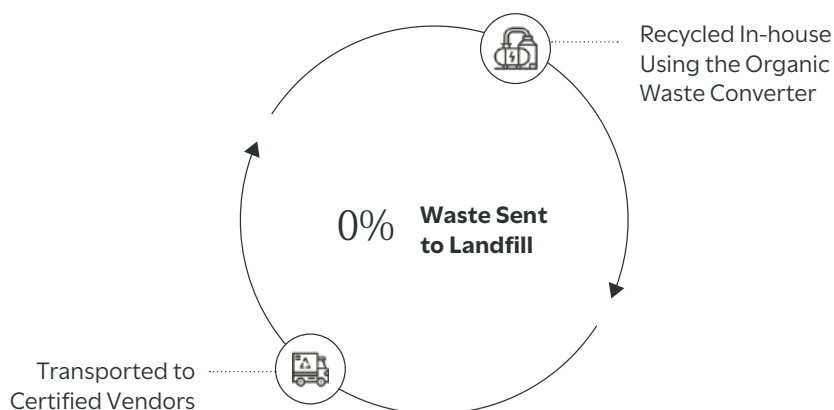 Recycled In-house
Using the Organic
Waste Converter
0%
Waste Sent
to Landfill
Transported to
Certified Vendors